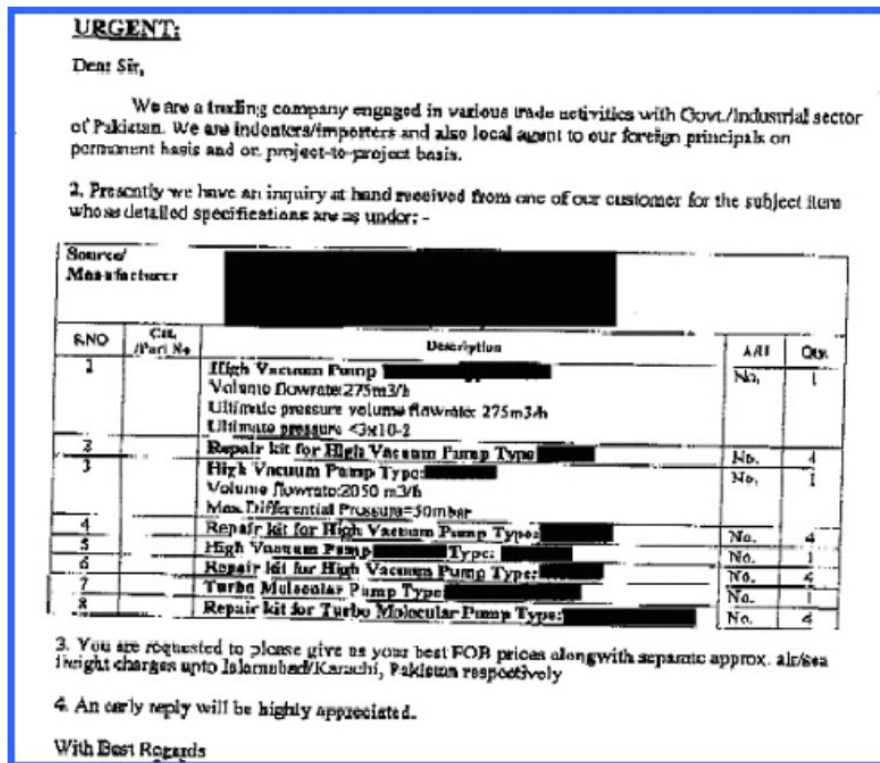 URGENT:
Dear Sir,
We are a trading company engaged in various trade activities with Govt./Industrial sector
of Pakistan. We are indenters/importers and also local agent to our foreign principals on
permanent basis and on project-to-project basis.
2. Presently we have an inquiry at hand received from one of our customer for the subject item
whose detailed specifications are as under: -
Source/
Manufacturer
S.NO Cat. /Part No Description A/U Qty.
1 High Vacuum Pump No. 1
Volume flowrate:275m3/h
Ultimatic pressure volume flowrate: 275m3/h
Ultimate pressure <3x10-2
2 Repair kit for High Vacuum Pump Type No. 4
3 High Vacuum Pump Type: No. 1
Volume flowrate:2050 m3/h
Max.Differential Pressure=50mbar
4 Repair kit for High Vacuum Pump Type: No. 4
5 High Vacuum Pump Type: No. 1
6 Repair kit for High Vacuum Pump Type: No. 4
7 Turbo Molecular Pump Type: No. 1
8 Repair kit for Turbo Molecular Pump Type: No. 4
3. You are requested to please give us your best FOB prices alongwith separate approx. air/sea
freight charges upto Islamabad/Karachi, Pakistan respectively
4. An early reply will be highly appreciated.
With Best Regards